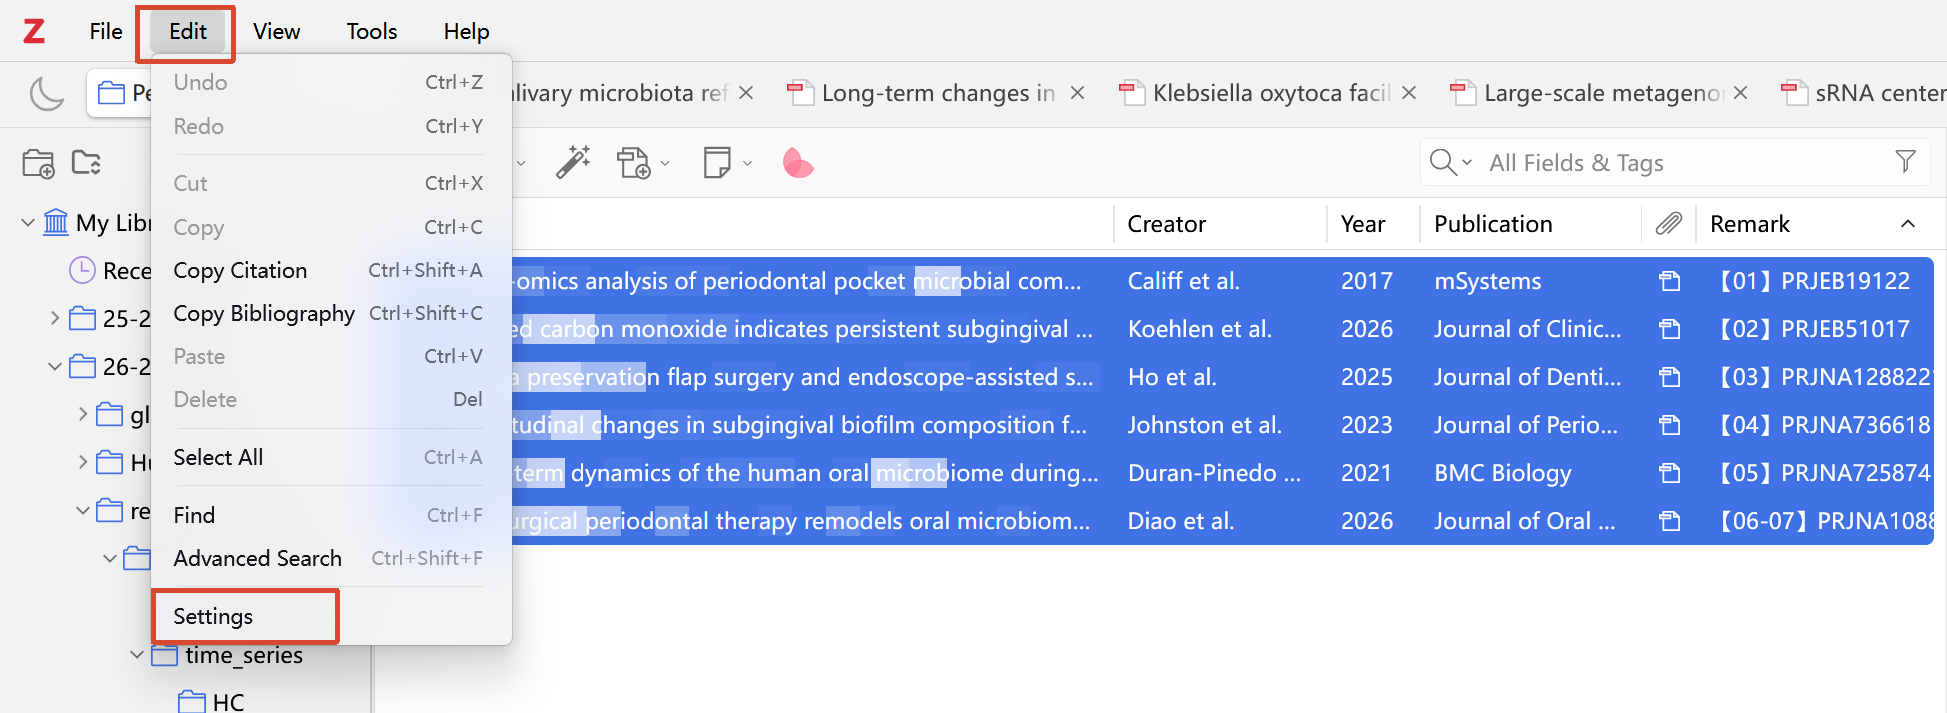 Z File Edit View Tools Help
Pe livary microbiota ref Long-term changes in Klebsiella oxytoca facil Large-scale metageno sRNA center
Undo Ctrl+Z
Redo Ctrl+Y
Cut Ctrl+X
Copy Ctrl+C
Copy Citation Ctrl+Shift+A
Copy Bibliography Ctrl+Shift+C
Paste Ctrl+V
Delete Del
Select All Ctrl+A
Find Ctrl+F
Advanced Search Ctrl+Shift+F
Settings
All Fields & Tags
My Libr
Rece
25-2
26-2
gl
Hu
re
time_series
HC
Creator Year Publication Remark
-omics analysis of periodontal pocket microbial com... Califf et al. 2017 mSystems 【01】PRJEB19122
ed carbon monoxide indicates persistent subgingival ... Koehlen et al. 2026 Journal of Clinic... 【02】PRJEB51017
a preservation flap surgery and endoscope-assisted s... Ho et al. 2025 Journal of Denti... 【03】PRJNA1288221
tudinal changes in subgingival biofilm composition f... Johnston et al. 2023 Journal of Perio... 【04】PRJNA736618
-term dynamics of the human oral microbiome during... Duran-Pinedo ... 2021 BMC Biology 【05】PRJNA725874
urgical periodontal therapy remodels oral microbiom... Diao et al. 2026 Journal of Oral ... 【06-07】PRJNA1088